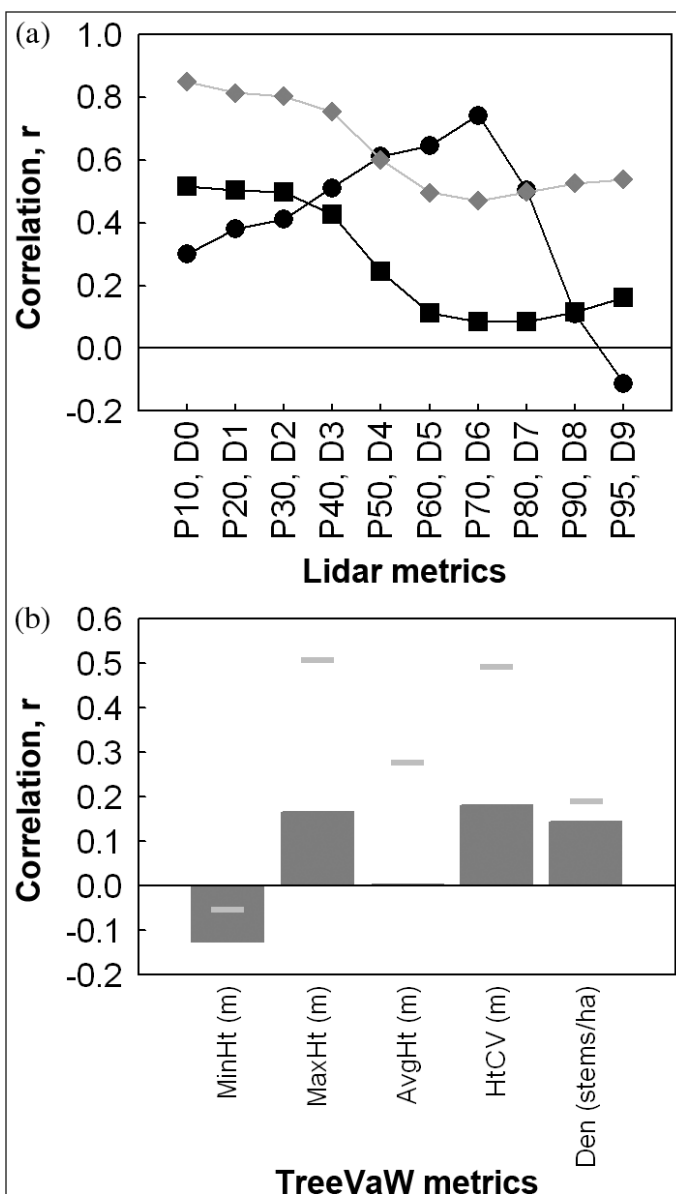 (a)
1.0
0.8
0.6
0.4
0.2
0.0
-0.2
Correlation, r
P10, D0
P20, D1
P30, D2
P40, D3
P50, D4
P60, D5
P70, D6
P80, D7
P90, D8
P95, D9
Lidar metrics
(b)
0.6
0.5
0.4
0.3
0.2
0.1
0.0
-0.1
-0.2
Correlation, r
MinHt (m)
MaxHt (m)
AvgHt (m)
HtCV (m)
Den (stems/ha)
TreeVaW metrics